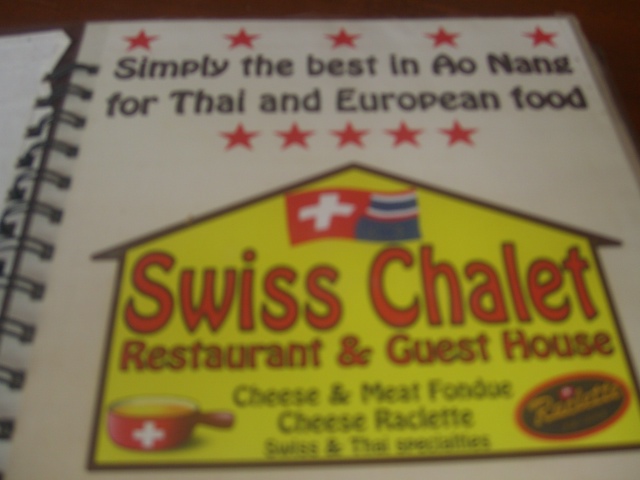 Simply the best in Ao Nang
for Thai and European food
Swiss Chalet
Restaurant & Guest House
Cheese & Meat Fondue
Cheese Raclette
Raclette
Swiss & Thai specialties